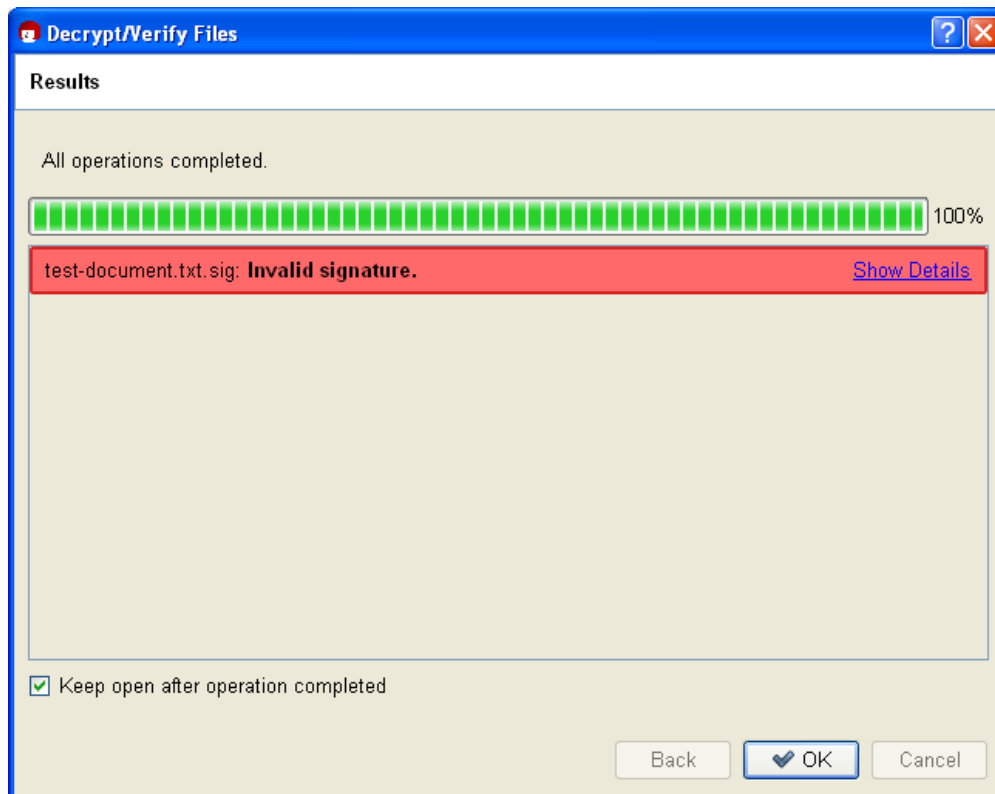 Decrypt/Verify Files
Results
All operations completed.
100%
test-document.txt.sig: Invalid signature. Show Details
Keep open after operation completed
Back OK Cancel